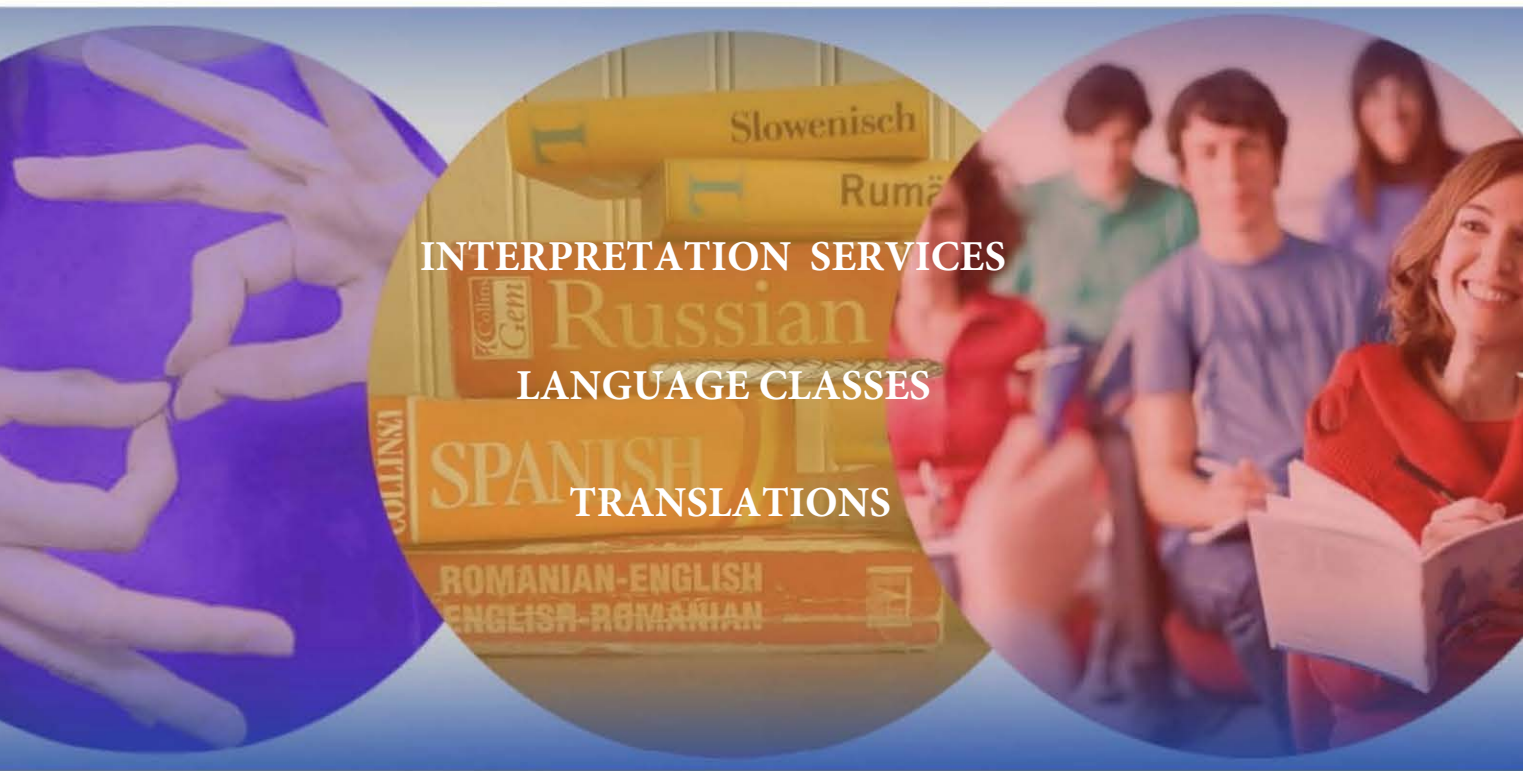 Slowenisch
L
Rumä
L
INTERPRETATION SERVICES
Collins
Gem
Russian
LANGUAGE CLASSES
COLLINS
SPANISH
TRANSLATIONS
ROMANIAN-ENGLISH
ENGLISH-ROMANIAN